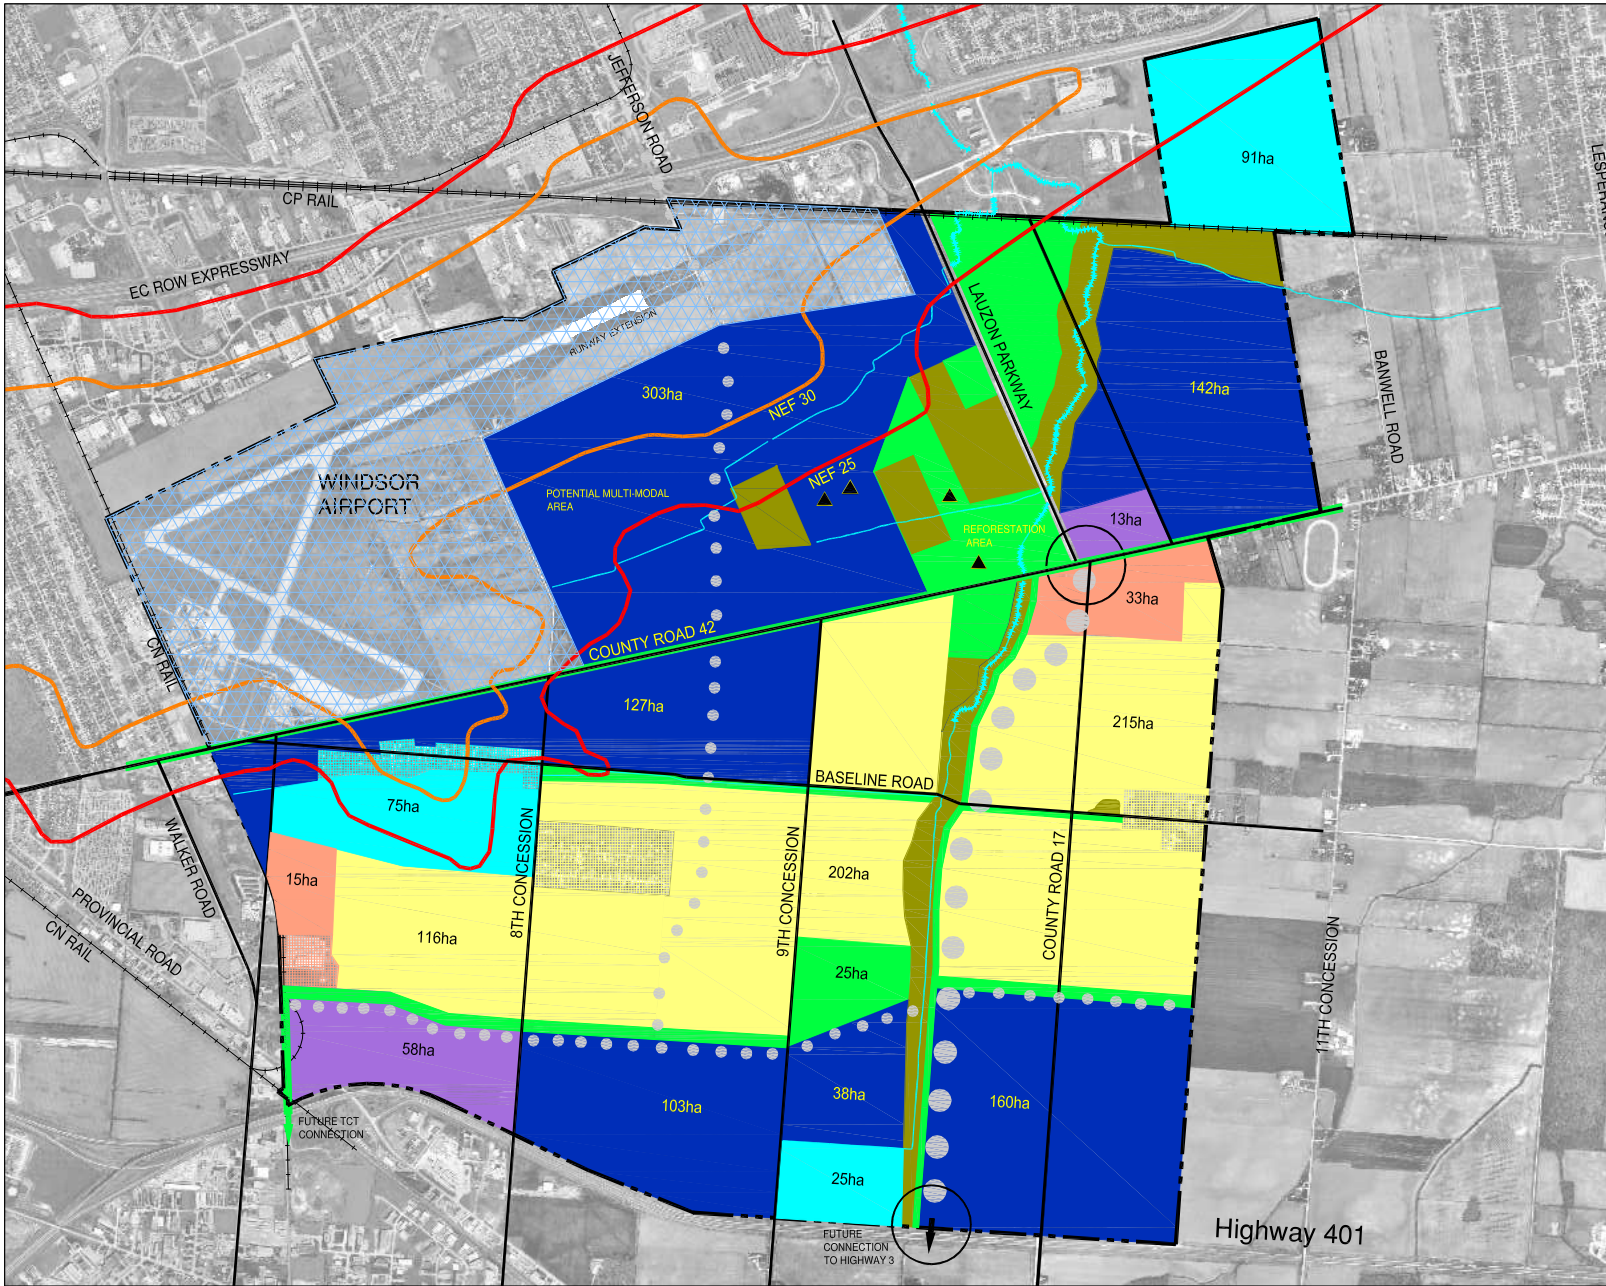 JEFFERSON ROAD
91ha
CP RAIL
EC ROW EXPRESSWAY
RUNWAY EXTENSION
LAUZON PARKWAY
BANWELL ROAD
303ha
NEF 30
142ha
WINDSOR
AIRPORT
POTENTIAL MULTI-MODAL
AREA
NEF 25
13ha
REFORESTATION
AREA
33ha
COUNTY ROAD 42
CN RAIL
127ha
215ha
BASELINE ROAD
75ha
WALKER ROAD
8TH CONCESSION
9TH CONCESSION
COUNTY ROAD 17
15ha
202ha
116ha
PROVINCIAL ROAD
CN RAIL
25ha
11TH CONCESSION
58ha
103ha
38ha
160ha
FUTURE TCT
CONNECTION
25ha
FUTURE
CONNECTION
TO HIGHWAY 3
Highway 401